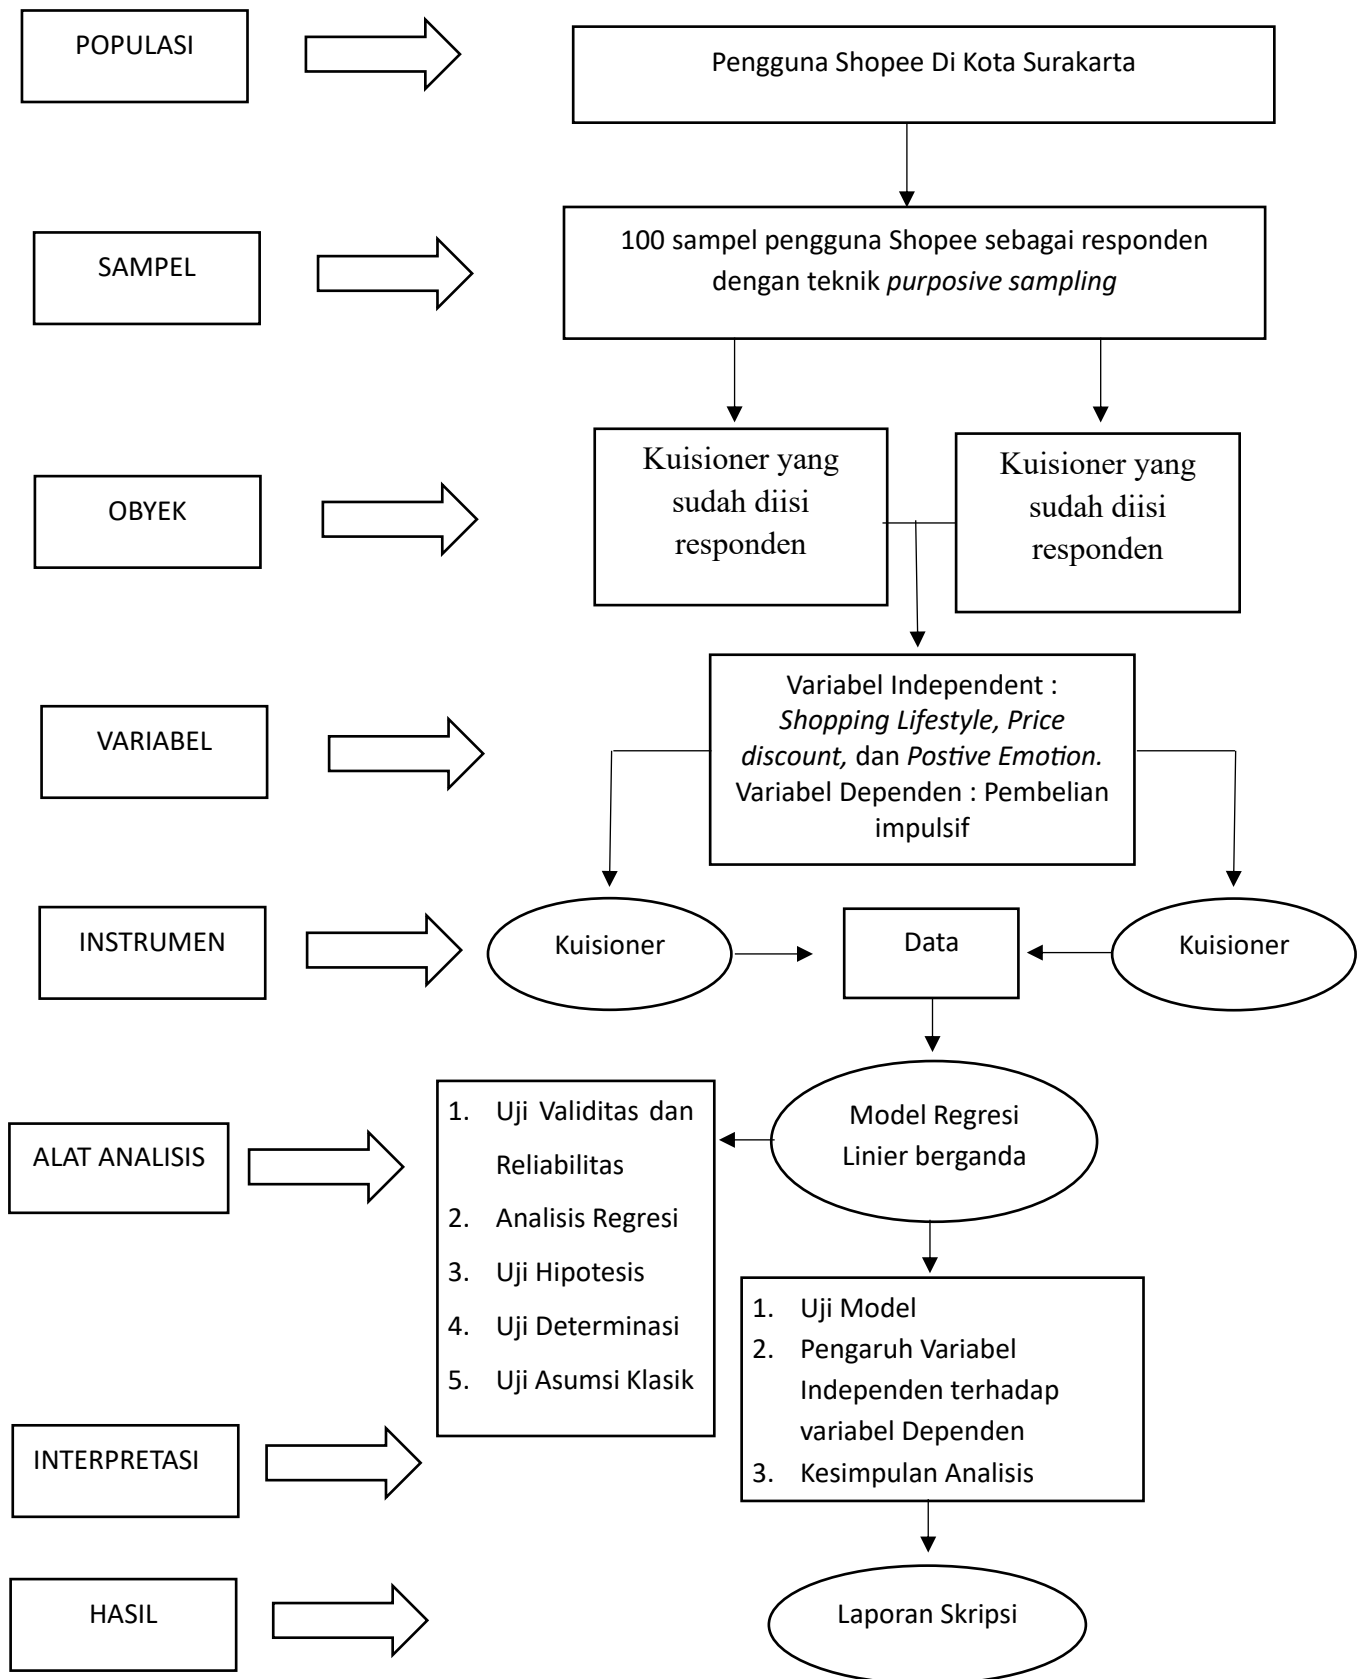 POPULASI
Pengguna Shopee Di Kota Surakarta
SAMPEL
100 sampel pengguna Shopee sebagai responden
dengan teknik purposive sampling
OBYEK
Kuisioner yang
sudah diisi
responden
Kuisioner yang
sudah diisi
responden
VARIABEL
Variabel Independent :
Shopping Lifestyle, Price
discount, dan Postive Emotion.
Variabel Dependen : Pembelian
impulsif
INSTRUMEN
Kuisioner
Data
Kuisioner
ALAT ANALISIS
1. Uji Validitas dan
Reliabilitas
2. Analisis Regresi
3. Uji Hipotesis
4. Uji Determinasi
5. Uji Asumsi Klasik
Model Regresi
Linier berganda
INTERPRETASI
1. Uji Model
2. Pengaruh Variabel
Independen terhadap
variabel Dependen
3. Kesimpulan Analisis
HASIL
Laporan Skripsi